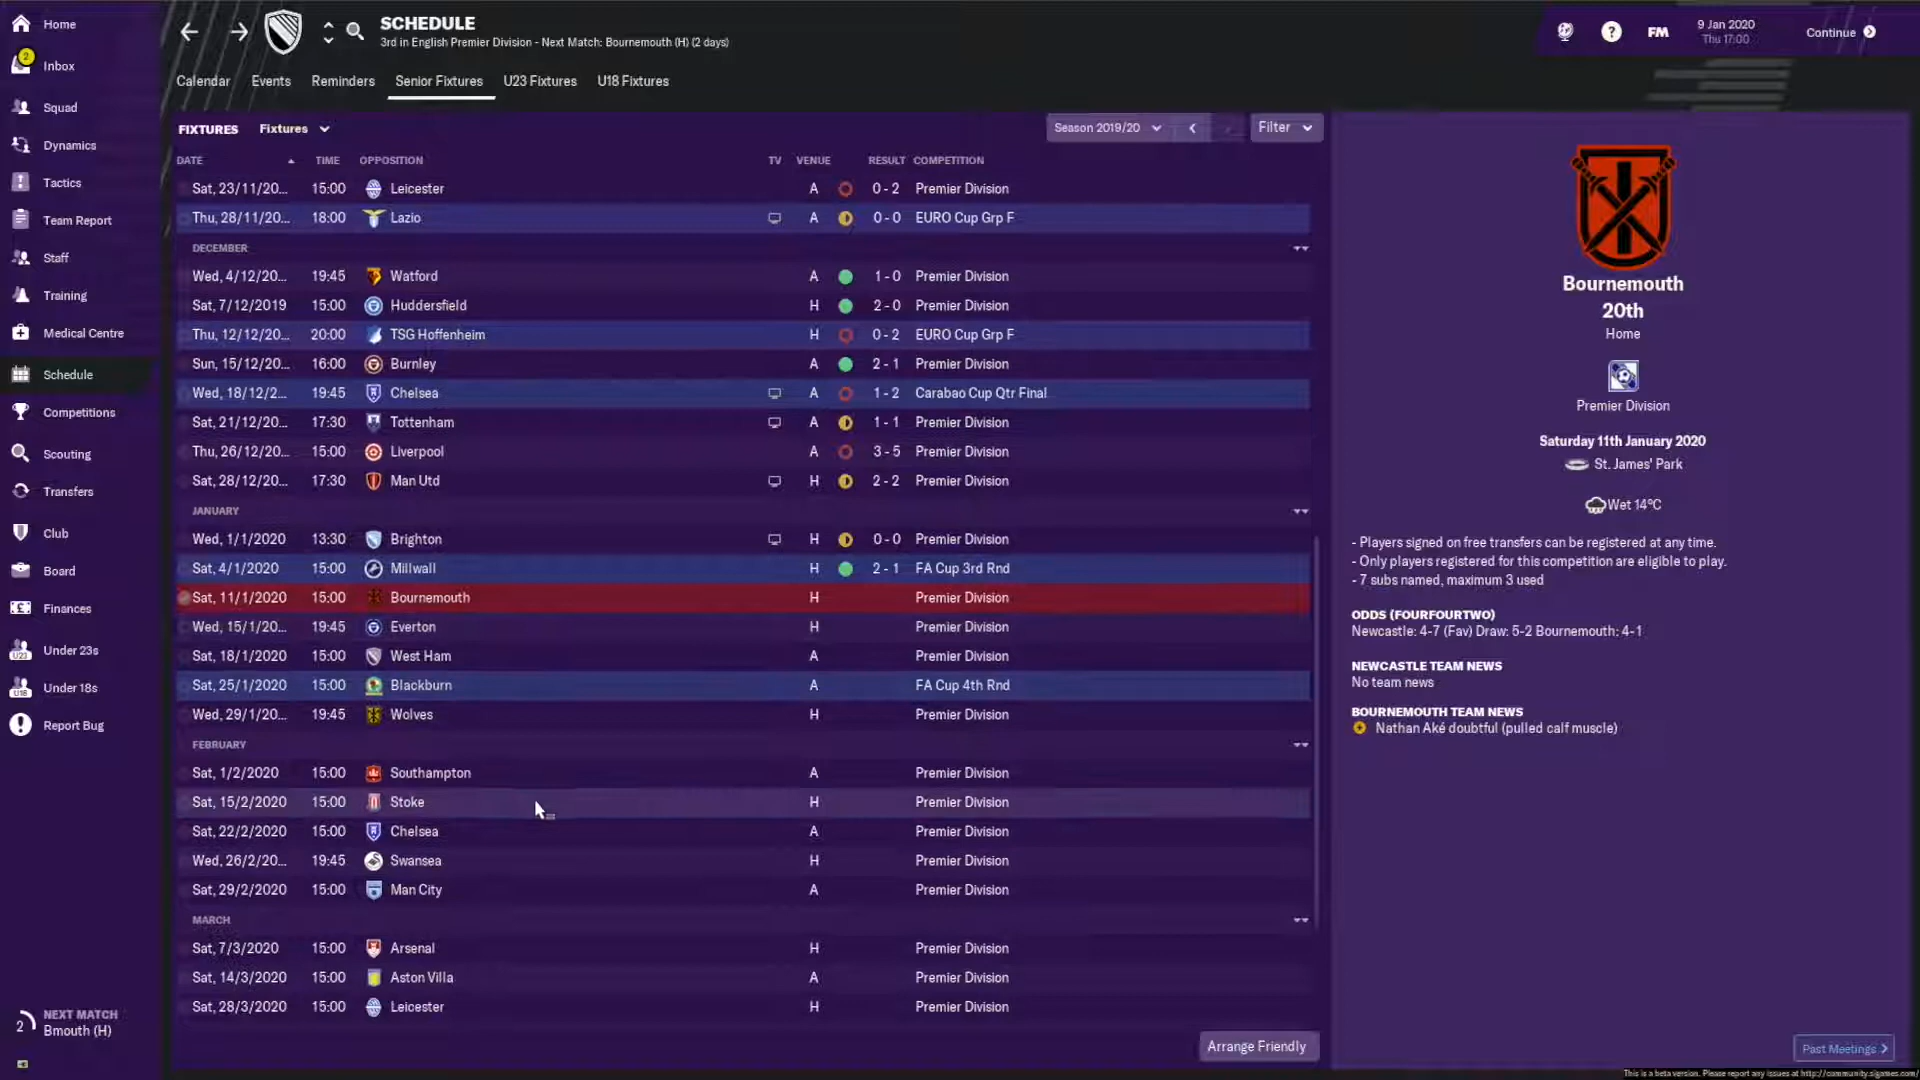 Home
2
Inbox
Squad
Dynamics
Tactics
Team Report
Staff
Training
Medical Centre
Schedule
Competitions
Scouting
Transfers
Club
Board
Finances
U23
Under 23s
U18
Under 18s
Report Bug
2
NEXT MATCH
Bmouth (H)
SCHEDULE
3rd in English Premier Division - Next Match: Bournemouth (H) (2 days)
? FM 9 Jan 2020
Thu 17:00
Continue
Calendar Events Reminders Senior Fixtures U23 Fixtures U18 Fixtures
FIXTURES Fixtures Season 2019/20 Filter
DATE TIME OPPOSITION TV VENUE RESULT COMPETITION
Sat, 23/11/20... 15:00 Leicester A 0 - 2 Premier Division
Thu, 28/11/20... 18:00 Lazio A 0 - 0 EURO Cup Grp F
DECEMBER
Wed, 4/12/20... 19:45 Watford A 1 - 0 Premier Division
Sat, 7/12/2019 15:00 Huddersfield H 2 - 0 Premier Division
Thu, 12/12/20... 20:00 TSG Hoffenheim H 0 - 2 EURO Cup Grp F
Sun, 15/12/20... 16:00 Burnley A 2 - 1 Premier Division
Wed, 18/12/2... 19:45 Chelsea A 1 - 2 Carabao Cup Qtr Final
Sat, 21/12/20... 17:30 Tottenham A 1 - 1 Premier Division
Thu, 26/12/20... 15:00 Liverpool A 3 - 5 Premier Division
Sat, 28/12/20... 17:30 Man Utd H 2 - 2 Premier Division
JANUARY
Wed, 1/1/2020 13:30 Brighton H 0 - 0 Premier Division
Sat, 4/1/2020 15:00 Millwall H 2 - 1 FA Cup 3rd Rnd
Sat, 11/1/2020 15:00 Bournemouth H Premier Division
Wed, 15/1/20... 19:45 Everton H Premier Division
Sat, 18/1/2020 15:00 West Ham A Premier Division
Sat, 25/1/2020 15:00 Blackburn A FA Cup 4th Rnd
Wed, 29/1/20... 19:45 Wolves H Premier Division
FEBRUARY
Sat, 1/2/2020 15:00 Southampton A Premier Division
Sat, 15/2/2020 15:00 Stoke H Premier Division
Sat, 22/2/2020 15:00 Chelsea A Premier Division
Wed, 26/2/20... 19:45 Swansea H Premier Division
Sat, 29/2/2020 15:00 Man City A Premier Division
MARCH
Sat, 7/3/2020 15:00 Arsenal H Premier Division
Sat, 14/3/2020 15:00 Aston Villa A Premier Division
Sat, 28/3/2020 15:00 Leicester H Premier Division
Arrange Friendly
Bournemouth
20th
Home
Premier Division
Saturday 11th January 2020
St. James' Park
Wet 14°C
- Players signed on free transfers can be registered at any time.
- Only players registered for this competition are eligible to play.
- 7 subs named, maximum 3 used
ODDS (FOURFOURTWO)
Newcastle: 4-7 (Fav) Draw: 5-2 Bournemouth: 4-1
NEWCASTLE TEAM NEWS
No team news
BOURNEMOUTH TEAM NEWS
Nathan Aké doubtful (pulled calf muscle)
Past Meetings
This is a beta version. Please report any issues at http://community.sigames.com/